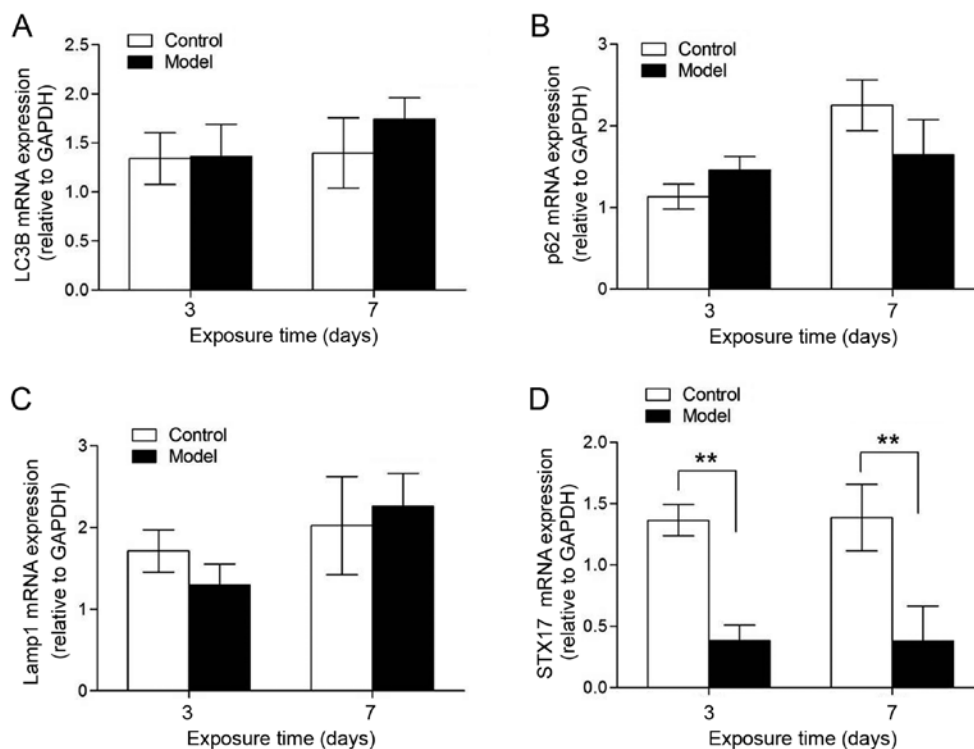 A
Control
Model
LC3B mRNA expression
(relative to GAPDH)
2.5
2.0
1.5
1.0
0.5
0.0
3
7
Exposure time (days)
B
Control
Model
p62 mRNA expression
(relative to GAPDH)
3
2
1
0
3
7
Exposure time (days)
C
Control
Model
Lamp1 mRNA expression
(relative to GAPDH)
3
2
1
0
3
7
Exposure time (days)
D
Control
Model
STX17 mRNA expression
(relative to GAPDH)
2.0
1.5
1.0
0.5
0.0
**
**
3
7
Exposure time (days)